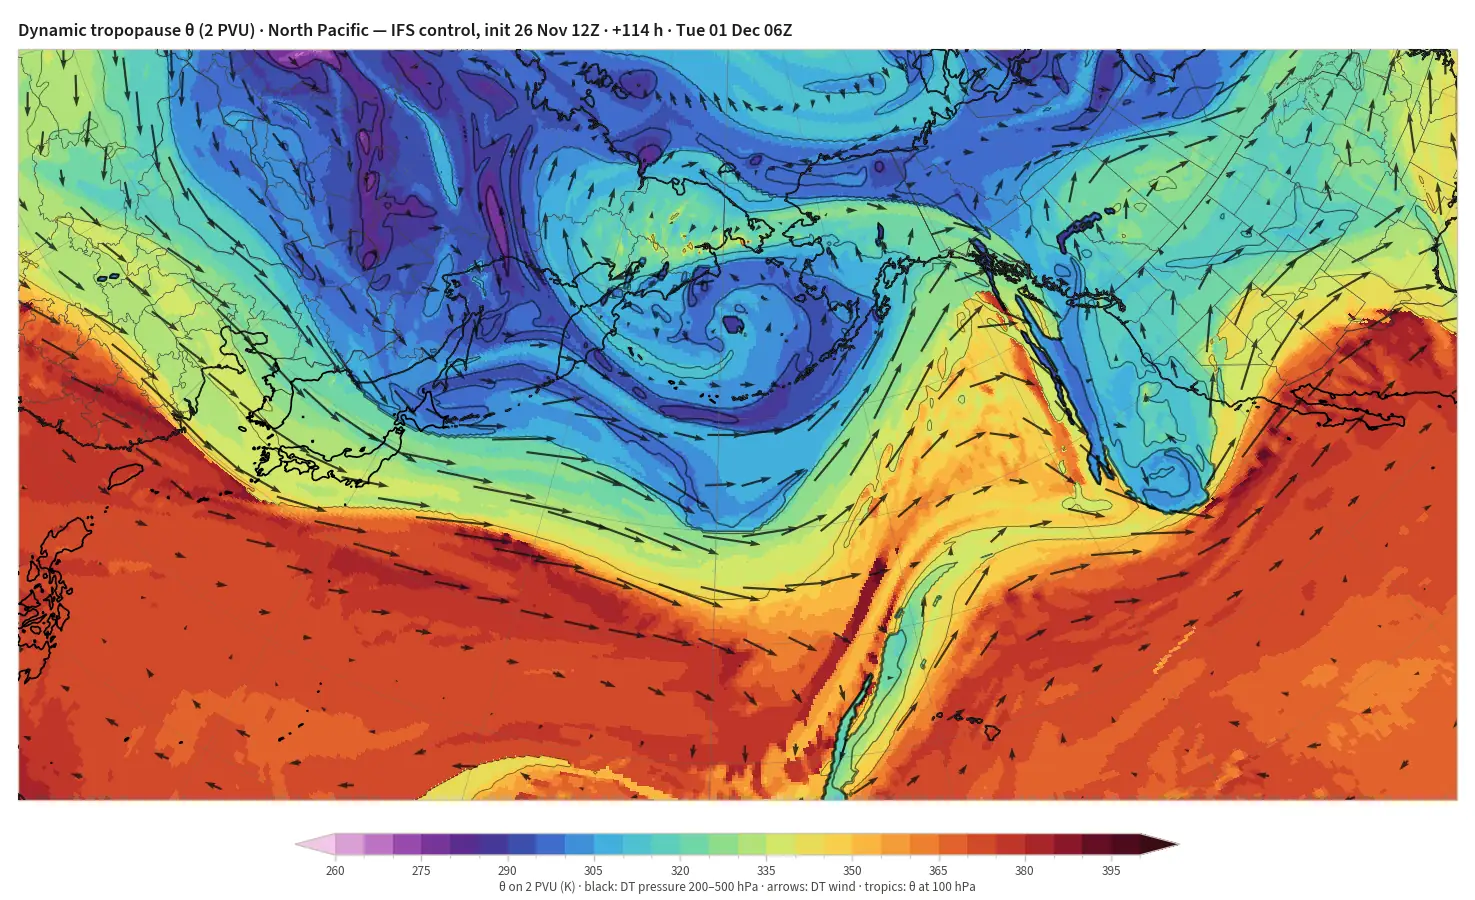 Dynamic tropopause θ (2 PVU) · North Pacific — IFS control, init 26 Nov 12Z · +114 h · Tue 01 Dec 06Z
260 275 290 305 320 335 350 365 380 395
θ on 2 PVU (K) · black: DT pressure 200–500 hPa · arrows: DT wind · tropics: θ at 100 hPa